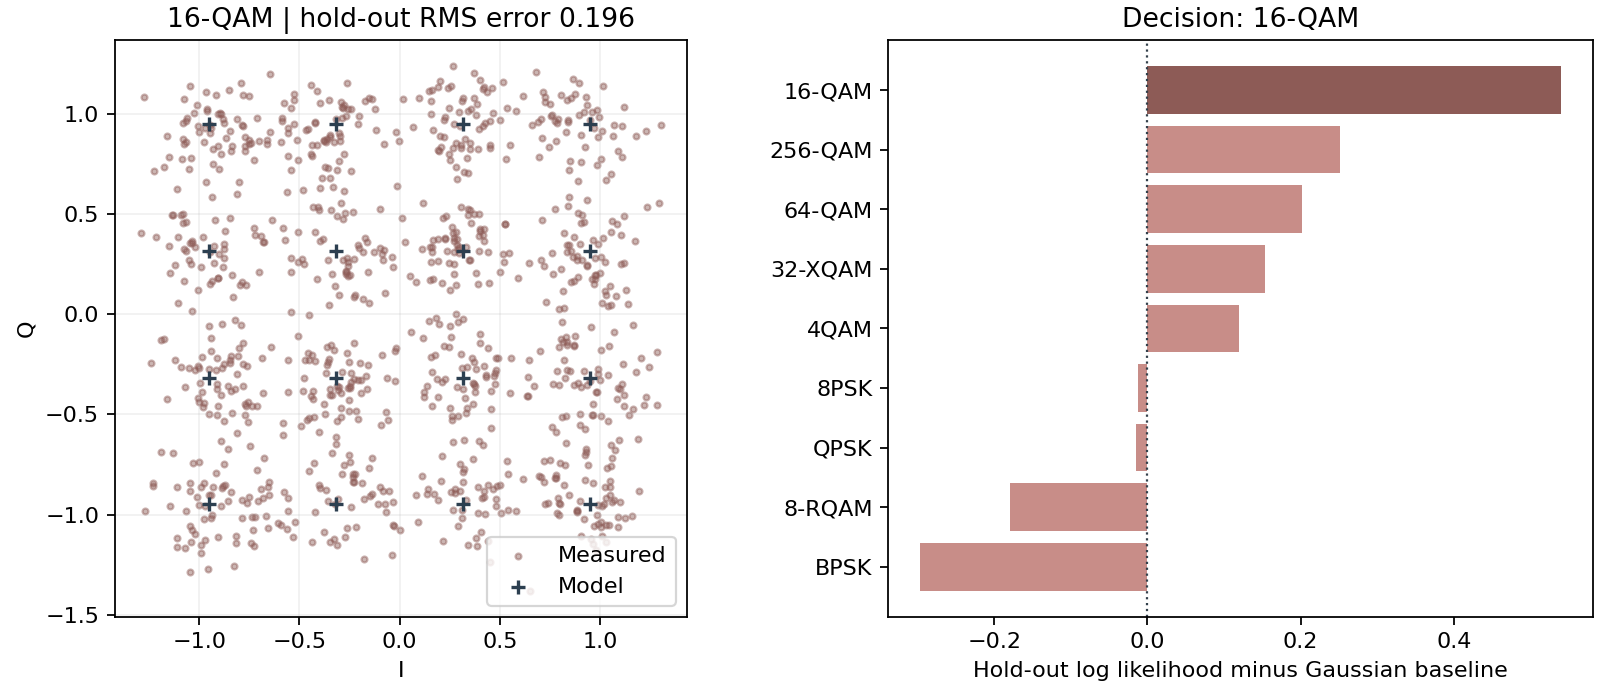 16-QAM | hold-out RMS error 0.196
Q
1.0
0.5
0.0
−0.5
−1.0
−1.5
−1.0
−0.5
0.0
0.5
1.0
I
Measured
Model
Decision: 16-QAM
16-QAM
256-QAM
64-QAM
32-XQAM
4QAM
8PSK
QPSK
8-RQAM
BPSK
−0.2
0.0
0.2
0.4
Hold-out log likelihood minus Gaussian baseline